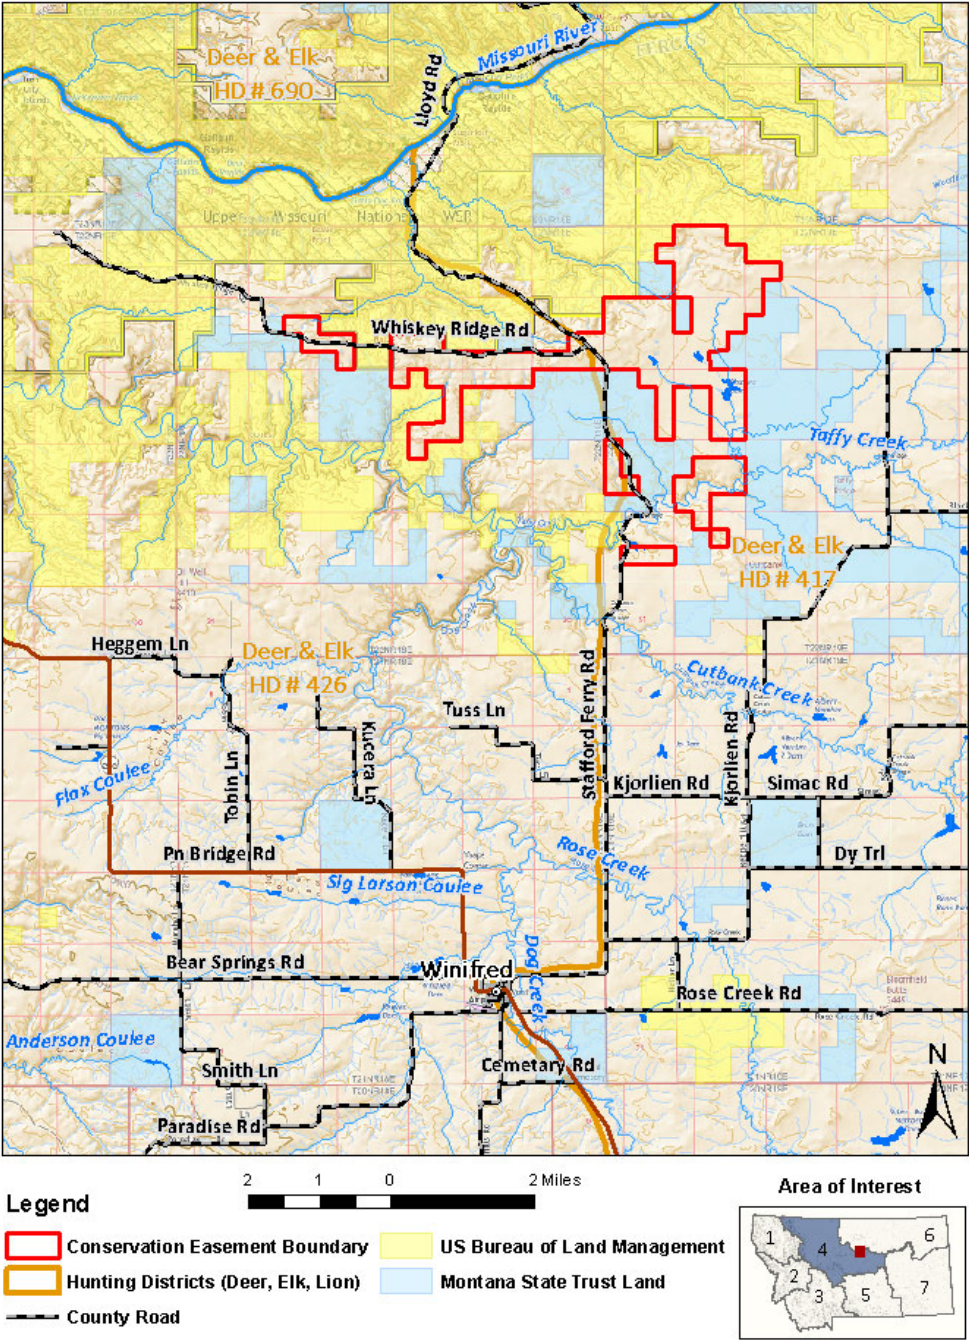 Deer & Elk
HD # 690
Lloyd Rd
Missouri River
FERGUS
Upper Missouri National WSR
Whiskey Ridge Rd
Taffy Creek
Deer & Elk
HD # 417
Heggem Ln
Deer & Elk
HD # 426
Cutbank Creek
Tuss Ln
Kucera Ln
Stafford Ferry Rd
Kjorlien Rd
Flax Coulee
Tobin Ln
Kjorlien Rd
Simac Rd
Pn Bridge Rd
Rose Creek
Dy Trl
Sig Larson Coulee
Dog Creek
Bear Springs Rd
Winifred
Rose Creek Rd
Anderson Coulee
Smith Ln
Cemetary Rd
N
Paradise Rd
2 1 0 2 Miles
Legend
Conservation Easement Boundary
US Bureau of Land Management
Hunting Districts (Deer, Elk, Lion)
Montana State Trust Land
County Road
Area of Interest
1
4
6
2
3
5
7